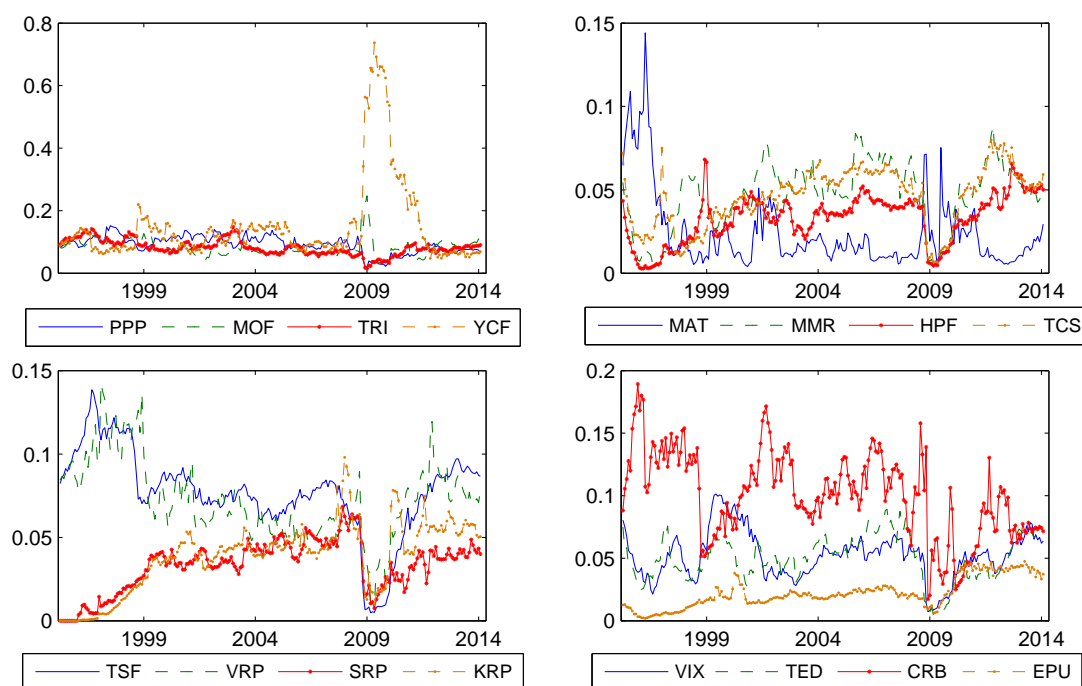 0.8
0.6
0.4
0.2
0
1999 2004 2009 2014
PPP MOF TRI YCF
0.15
0.1
0.05
0
1999 2004 2009 2014
MAT MMR HPF TCS
0.15
0.1
0.05
0
1999 2004 2009 2014
TSF VRP SRP KRP
0.2
0.15
0.1
0.05
0
1999 2004 2009 2014
VIX TED CRB EPU